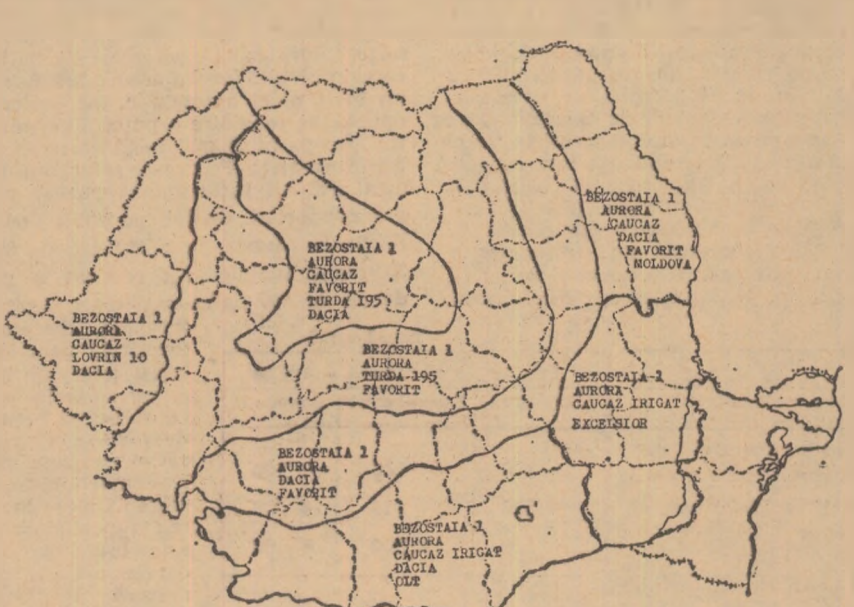 BEZOSTAIA 1
AURORA
CAUCAZ
DACIA
FAVORIT
MOLDOVA
BEZOSTAIA 1
AURORA
CAUCAZ
FAVORIT
TURDA 195
DACIA
BEZOSTAIA 1
AURORA
CAUCAZ
LOVRIN 10
DACIA
BEZOSTAIA 1
AURORA
TURDA-195
FAVORIT
BEZOSTAIA-1
AURORA
CAUCAZ IRIGAT
EXCELSIOR
BEZOSTAIA 1
AURORA
DACIA
FAVORIT
BEZOSTAIA-1
AURORA
CAUCAZ IRIGAT
DACIA
OLT